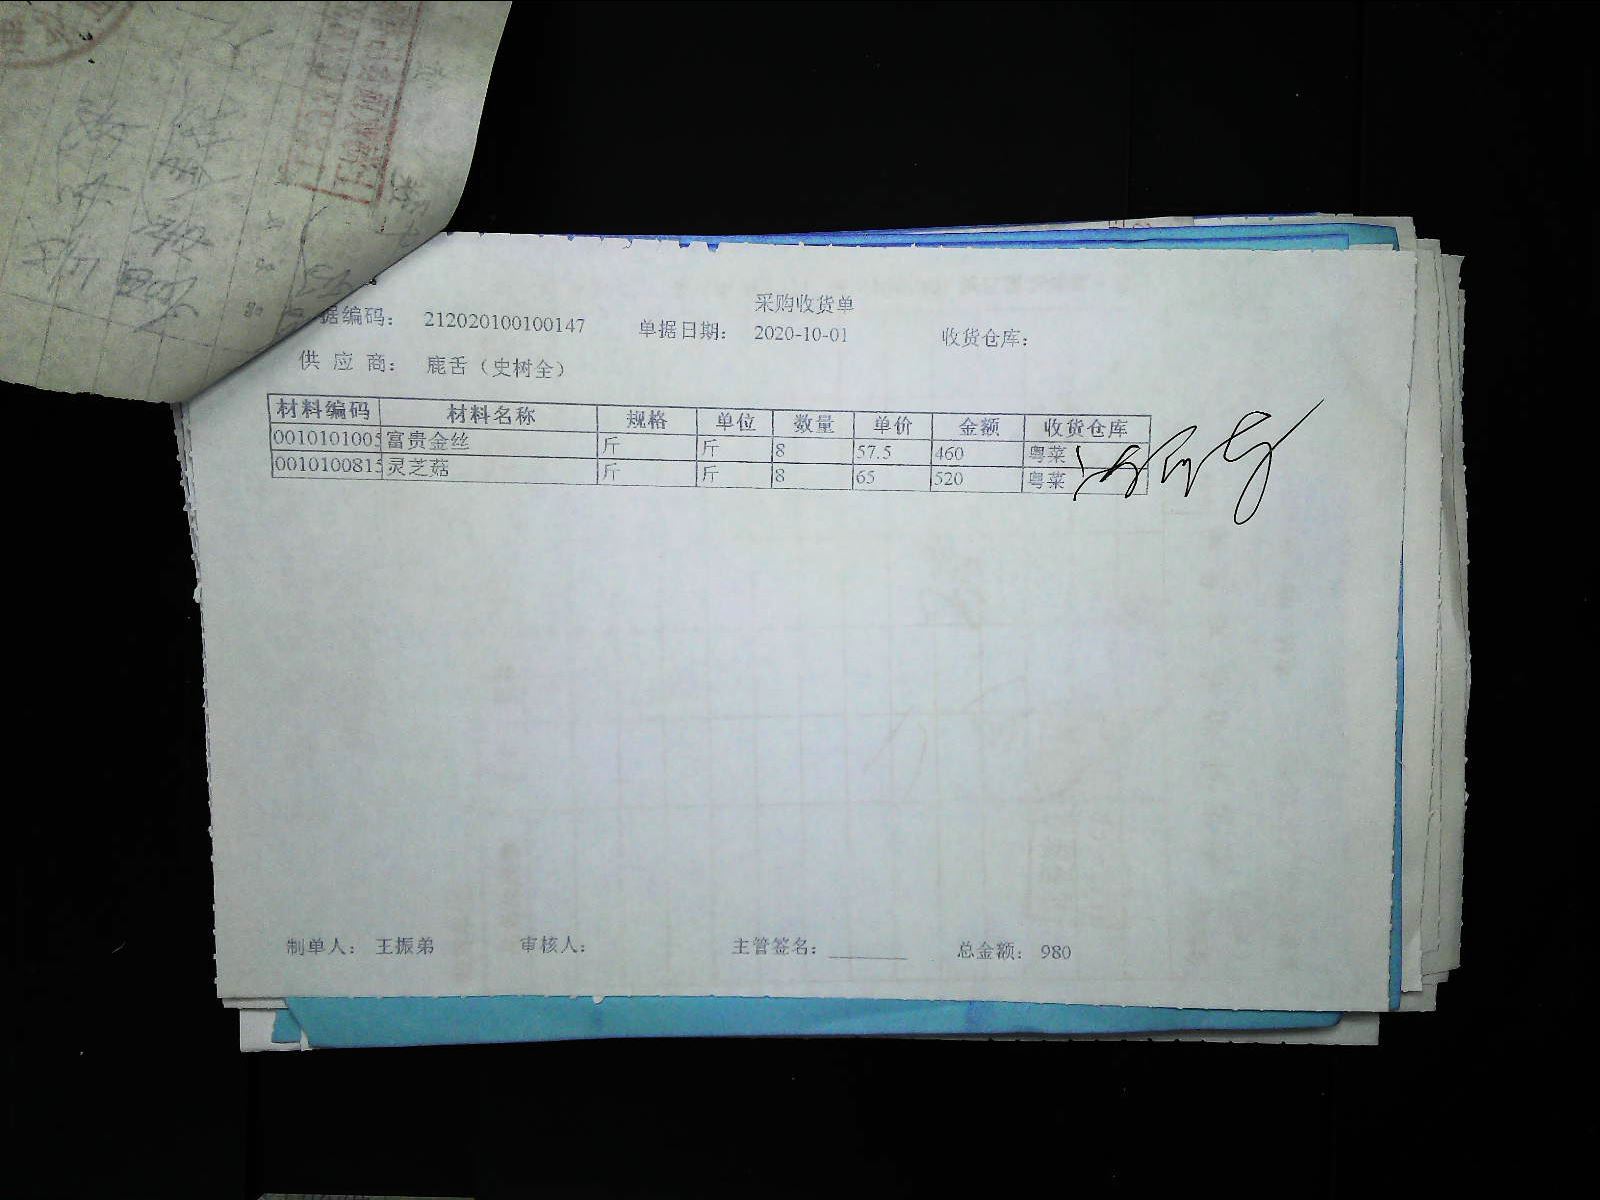 采购收货单
据编码： 212020100100147 单据日期： 2020-10-01 收货仓库：
供 应 商： 鹿舌（史树全）
材料编码 材料名称 规格 单位 数量 单价 金额 收货仓库
0010101005 富贵金丝 斤 斤 8 57.5 460 粤菜
0010100815 灵芝菇 斤 斤 8 65 520 粤菜
制单人： 王振弟 审核人： 主管签名： 总金额： 980